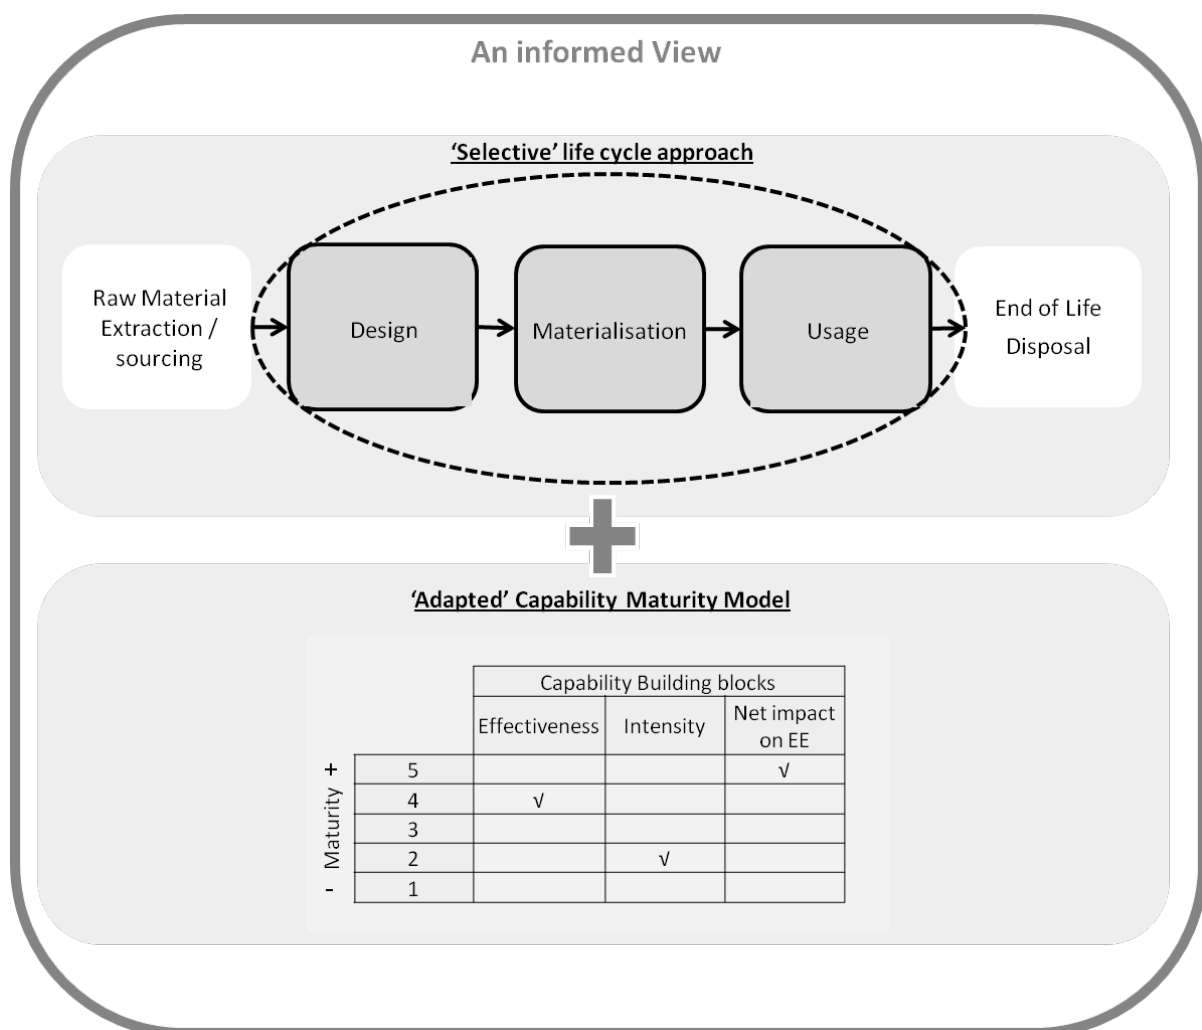 An informed View
‘Selective’ life cycle approach
Raw Material
Extraction /
sourcing
Design
Materialisation
Usage
End of Life
Disposal
‘Adapted’ Capability Maturity Model
Capability Building blocks
Effectiveness
Intensity
Net impact
on EE
- Maturity +
5 √
4 √
3
2 √
1